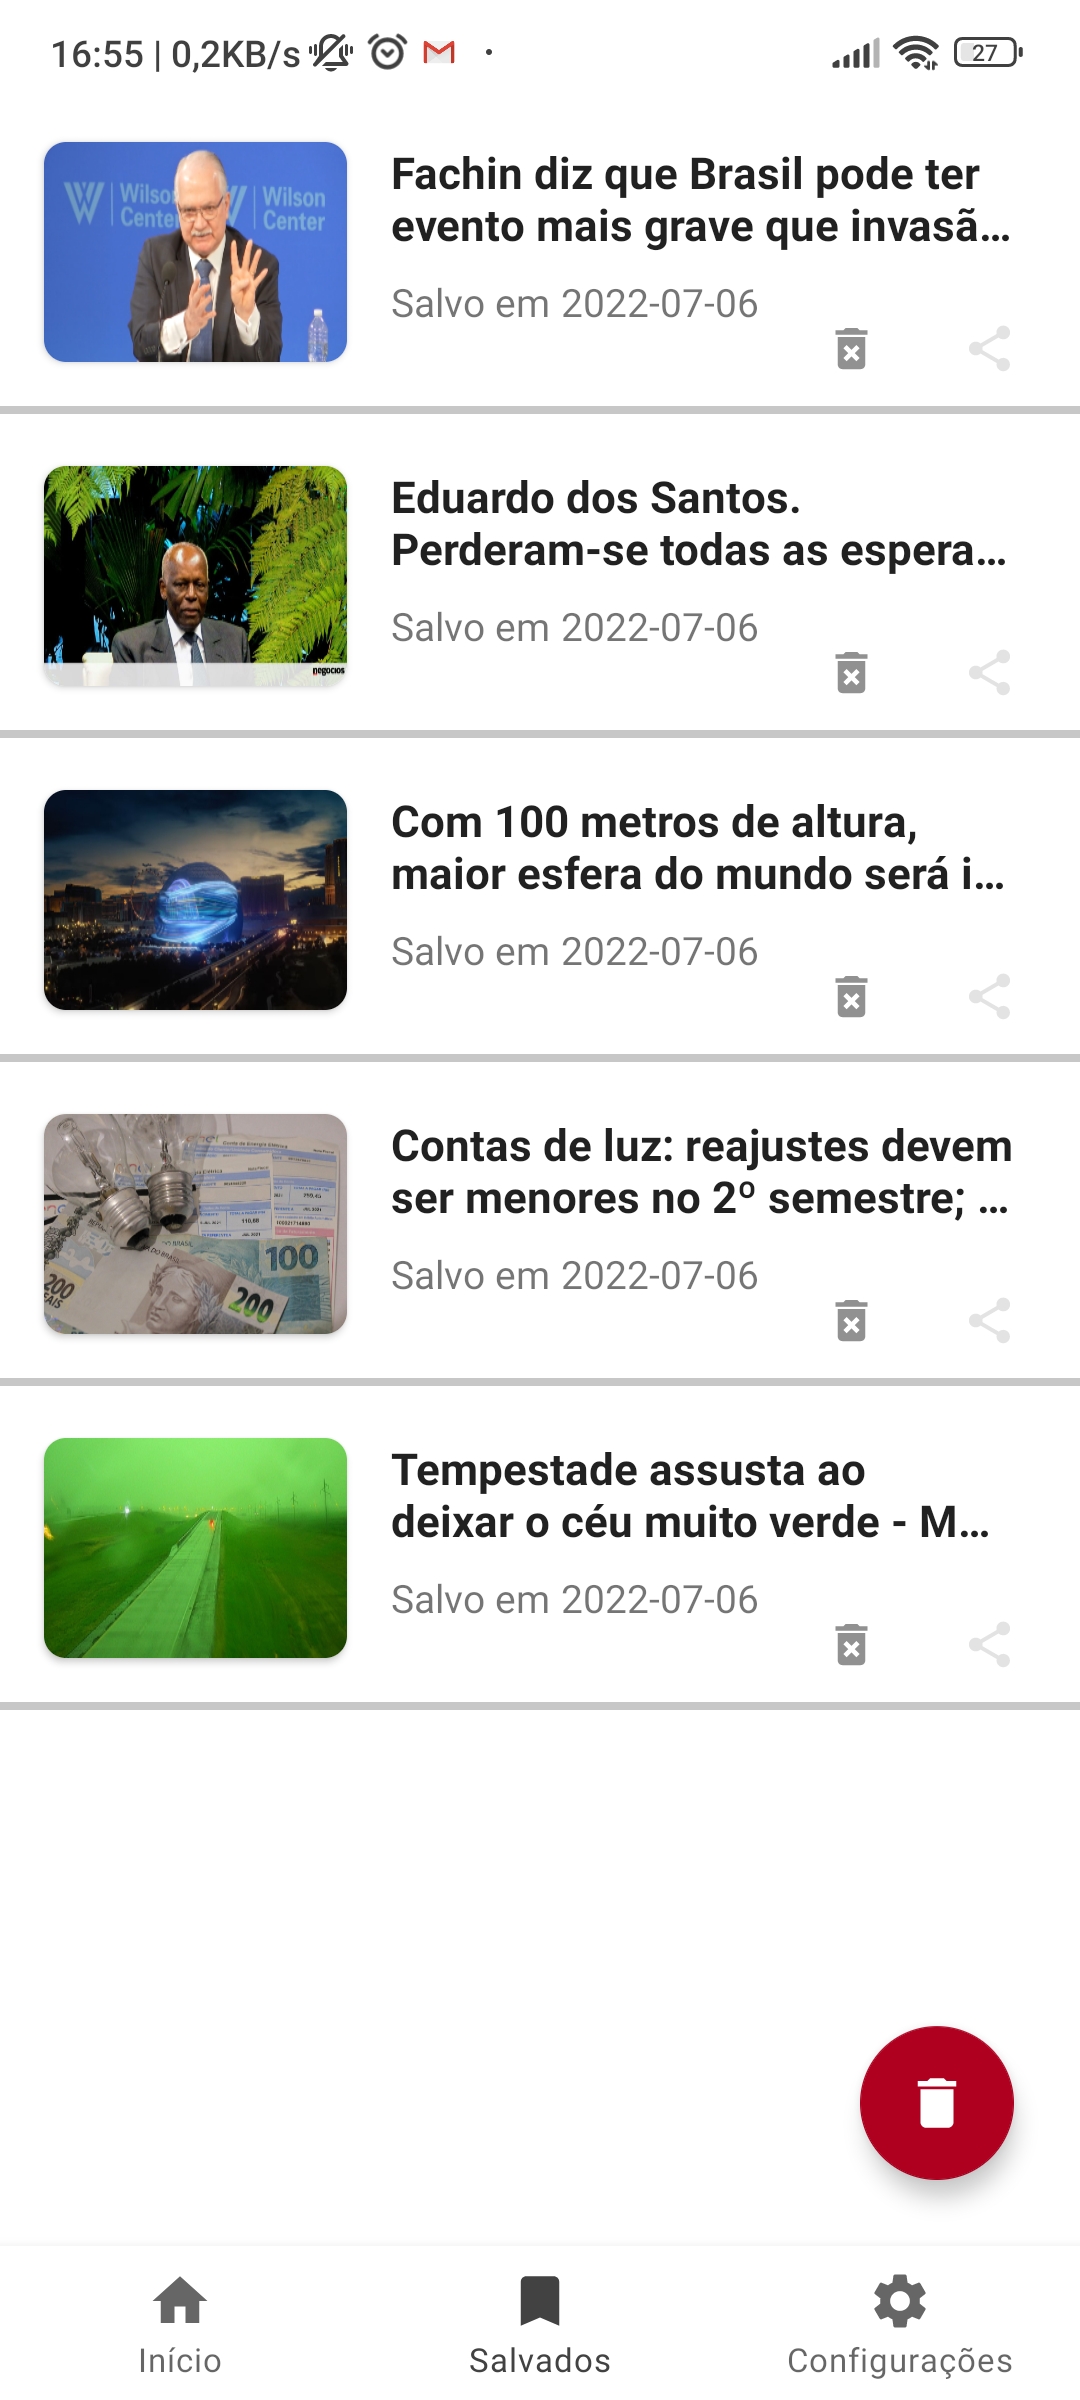 16:55 | 0,2KB/s
27
Wilson
Center
Wilson
Center
Fachin diz que Brasil pode ter
evento mais grave que invasã...
Salvo em 2022-07-06
negocios
Eduardo dos Santos.
Perderam-se todas as espera...
Salvo em 2022-07-06
Com 100 metros de altura,
maior esfera do mundo será i...
Salvo em 2022-07-06
100
200
200
Contas de luz: reajustes devem
ser menores no 2º semestre; ...
Salvo em 2022-07-06
Tempestade assusta ao
deixar o céu muito verde - M...
Salvo em 2022-07-06
Início
Salvados
Configurações